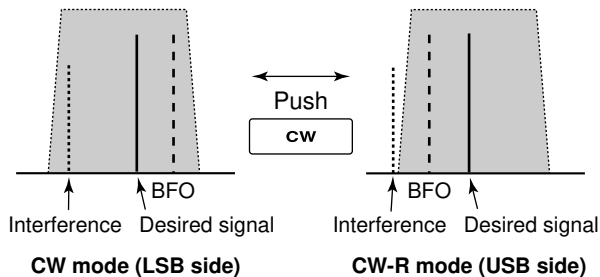 Push
CW
BFO
BFO
Interference
Desired signal
Interference
Desired signal
CW mode (LSB side)
CW-R mode (USB side)